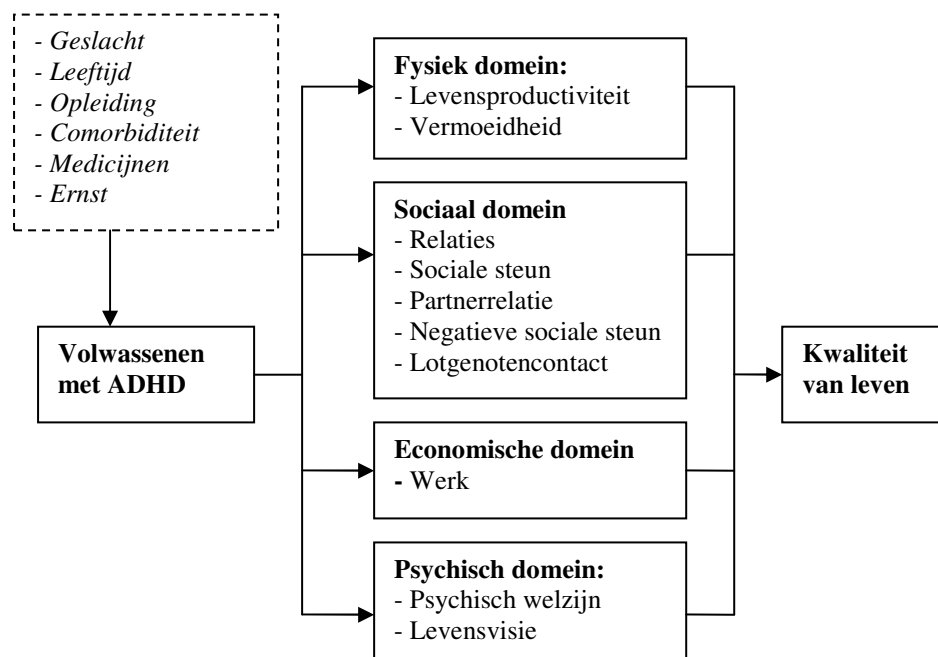 - Geslacht
- Leeftijd
- Opleiding
- Comorbiditeit
- Medicijnen
- Ernst
Volwassenen
met ADHD
Fysiek domein:
- Levensproductiviteit
- Vermoeidheid
Sociaal domein
- Relaties
- Sociale steun
- Partnerrelatie
- Negatieve sociale steun
- Lotgenotencontact
Economische domein
- Werk
Psychisch domein:
- Psychisch welzijn
- Levensvisie
Kwaliteit
van leven